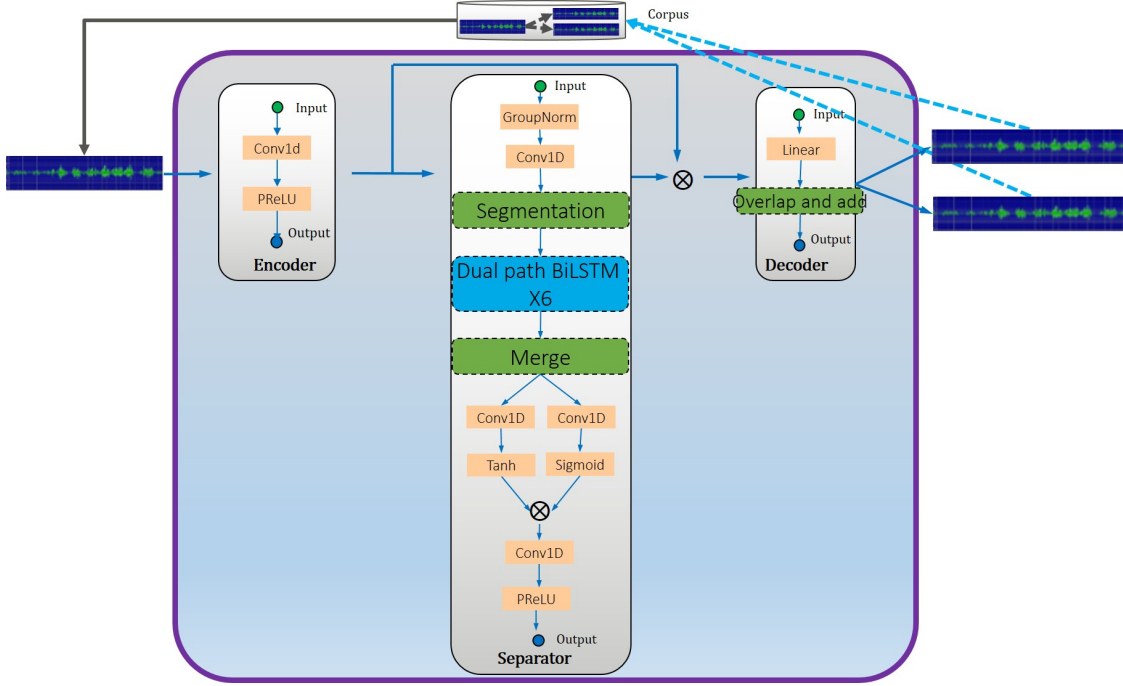 Corpus
Input
Conv1d
PReLU
Output
Encoder
Input
GroupNorm
Conv1D
Segmentation
Dual path BiLSTM
X6
Merge
Conv1D
Conv1D
Tanh
Sigmoid
Conv1D
PReLU
Output
Separator
Input
Linear
Overlap and add
Output
Decoder